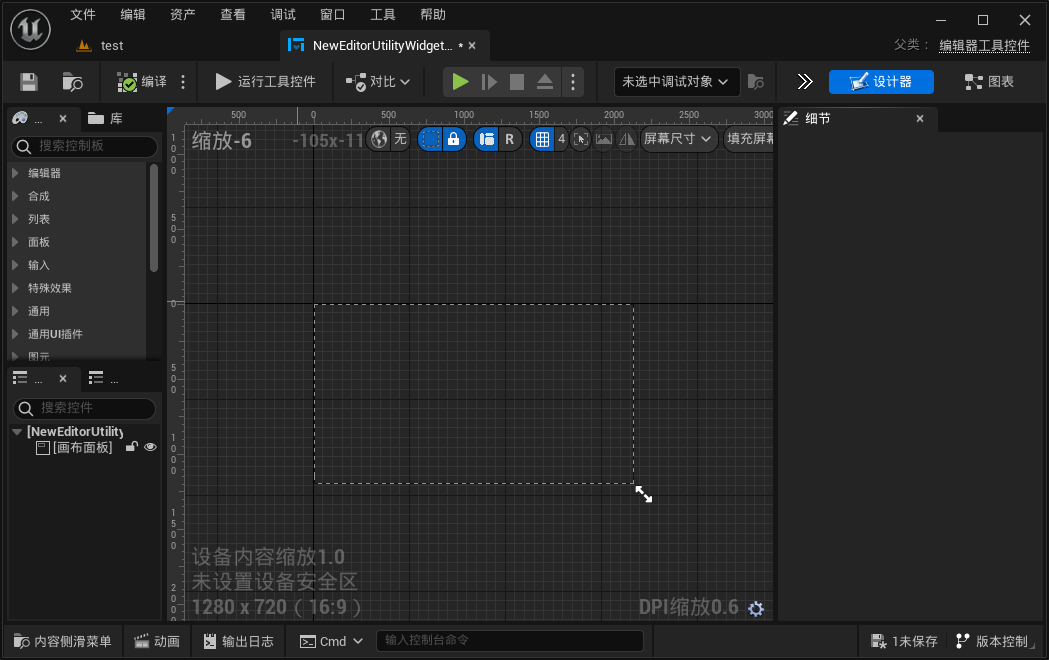 文件 编辑 资产 查看 调试 窗口 工具 帮助
test
NewEditorUtilityWidget... •
父类： 编辑器工具控件
编译
运行工具控件
对比
未选中调试对象
设计器
图表
...
库
搜索控制板
编辑器
合成
列表
面板
输入
特殊效果
通用
通用UI插件
图元
... ...
搜索控件
[NewEditorUtility
[画布面板]
500 0 500 1000 1500 2000 2500 3000
缩放-6
-105x-11
无
R
4
屏幕尺寸
填充屏幕
1000
500
0
500
1000
1500
200
设备内容缩放1.0
未设置设备安全区
1280 x 720（16:9）
DPI缩放0.6
细节
内容侧滑菜单
动画
输出日志
Cmd
输入控制台命令
1未保存
版本控制